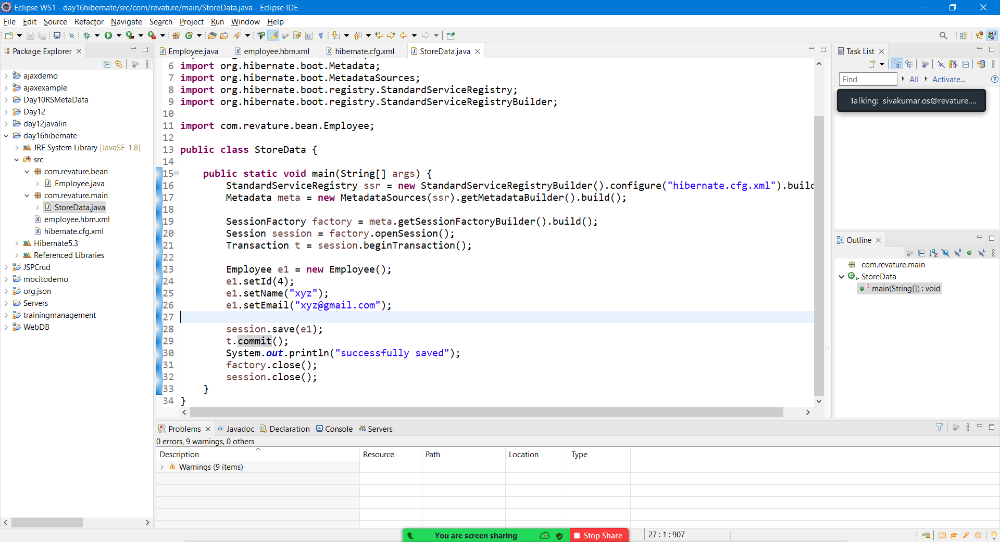 Eclipse WS1 - day16hibernate/src/com/revature/main/StoreData.java - Eclipse IDE
File Edit Source Refactor Navigate Search Project Run Window Help
Package Explorer
ajaxdemo
ajaxexample
Day10RSMetaData
Day12
day12javalin
day16hibernate
JRE System Library [JavaSE-1.8]
src
com.revature.bean
Employee.java
com.revature.main
StoreData.java
employee.hbm.xml
hibernate.cfg.xml
Hibernate5.3
Referenced Libraries
JSPCrud
mocitodemo
org.json
Servers
trainingmanagement
WebDB
Employee.java employee.hbm.xml hibernate.cfg.xml StoreData.java
6 import org.hibernate.boot.Metadata;
7 import org.hibernate.boot.MetadataSources;
8 import org.hibernate.boot.registry.StandardServiceRegistry;
9 import org.hibernate.boot.registry.StandardServiceRegistryBuilder;
10
11 import com.revature.bean.Employee;
12
13 public class StoreData {
14
15 public static void main(String[] args) {
16 StandardServiceRegistry ssr = new StandardServiceRegistryBuilder().configure("hibernate.cfg.xml").build
17 Metadata meta = new MetadataSources(ssr).getMetadataBuilder().build();
18
19 SessionFactory factory = meta.getSessionFactoryBuilder().build();
20 Session session = factory.openSession();
21 Transaction t = session.beginTransaction();
22
23 Employee e1 = new Employee();
24 e1.setId(4);
25 e1.setName("xyz");
26 e1.setEmail("xyz@gmail.com");
27
28 session.save(e1);
29 t.commit();
30 System.out.println("successfully saved");
31 factory.close();
32 session.close();
33 }
34 }
Task List
Find All Activate...
Talking: sivakumar.os@revature....
Outline
com.revature.main
StoreData
main(String[]) : void
Problems Javadoc Declaration Console Servers
0 errors, 9 warnings, 0 others
Description Resource Path Location Type
Warnings (9 items)
You are screen sharing Stop Share
27 : 1 : 907